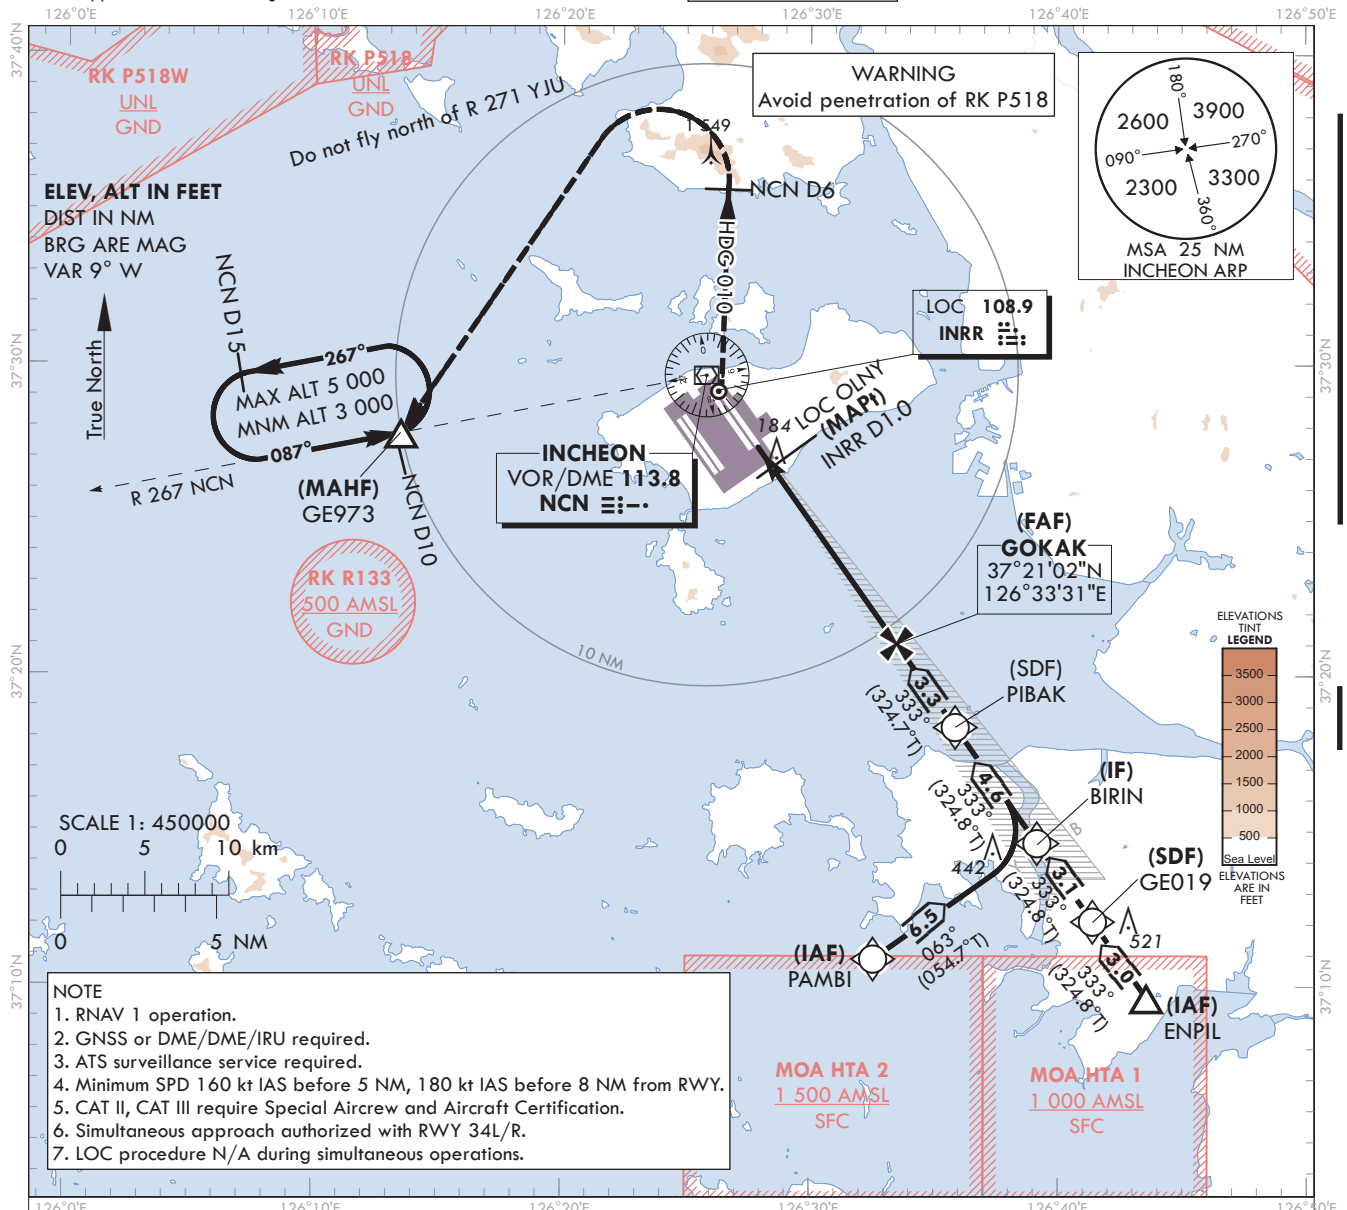 126°0'E
126°10'E
126°20'E
126°30'E
126°40'E
126°50'E
37°40'N
37°40'N
RK P518W
UNL
GND
RK P518
UNL
GND
Do not fly north of R 271 YJU
WARNING
Avoid penetration of RK P518
180°
2600
3900
090°
270°
2300
3300
360°
MSA 25 NM
INCHEON ARP
1 549
NCN D6
ELEV, ALT IN FEET
DIST IN NM
BRG ARE MAG
VAR 9° W
True North
HDG 010
NCN D15
267°
MAX ALT 5 000
MNM ALT 3 000
087°
R 267 NCN
(MAHF)
GE973
NCN D10
LOC 108.9
INRR
37°30'N
37°30'N
184
LOC OLNY
(MAPt)
INRR D1.0
INCHEON
VOR/DME 113.8
NCN
(FAF)
GOKAK
37°21'02"N
126°33'31"E
RK R133
500 AMSL
GND
10 NM
37°20'N
37°20'N
ELEVATIONS
TINT
LEGEND
3500
3000
2500
2000
1500
1000
500
Sea Level
ELEVATIONS
ARE IN
FEET
3.3
333°
(324.7°T)
(SDF)
PIBAK
4.6
333°
(324.8°T)
(IF)
BIRIN
442
3.1
333°
(324.8°T)
(SDF)
GE019
521
6.5
063°
(054.7°T)
(IAF)
PAMBI
3.0
333°
(324.8°T)
(IAF)
ENPIL
SCALE 1: 450000
0 5 10 km
0 5 NM
37°10'N
37°10'N
NOTE
1. RNAV 1 operation.
2. GNSS or DME/DME/IRU required.
3. ATS surveillance service required.
4. Minimum SPD 160 kt IAS before 5 NM, 180 kt IAS before 8 NM from RWY.
5. CAT II, CAT III require Special Aircrew and Aircraft Certification.
6. Simultaneous approach authorized with RWY 34L/R.
7. LOC procedure N/A during simultaneous operations.
MOA HTA 2
1 500 AMSL
SFC
MOA HTA 1
1 000 AMSL
SFC